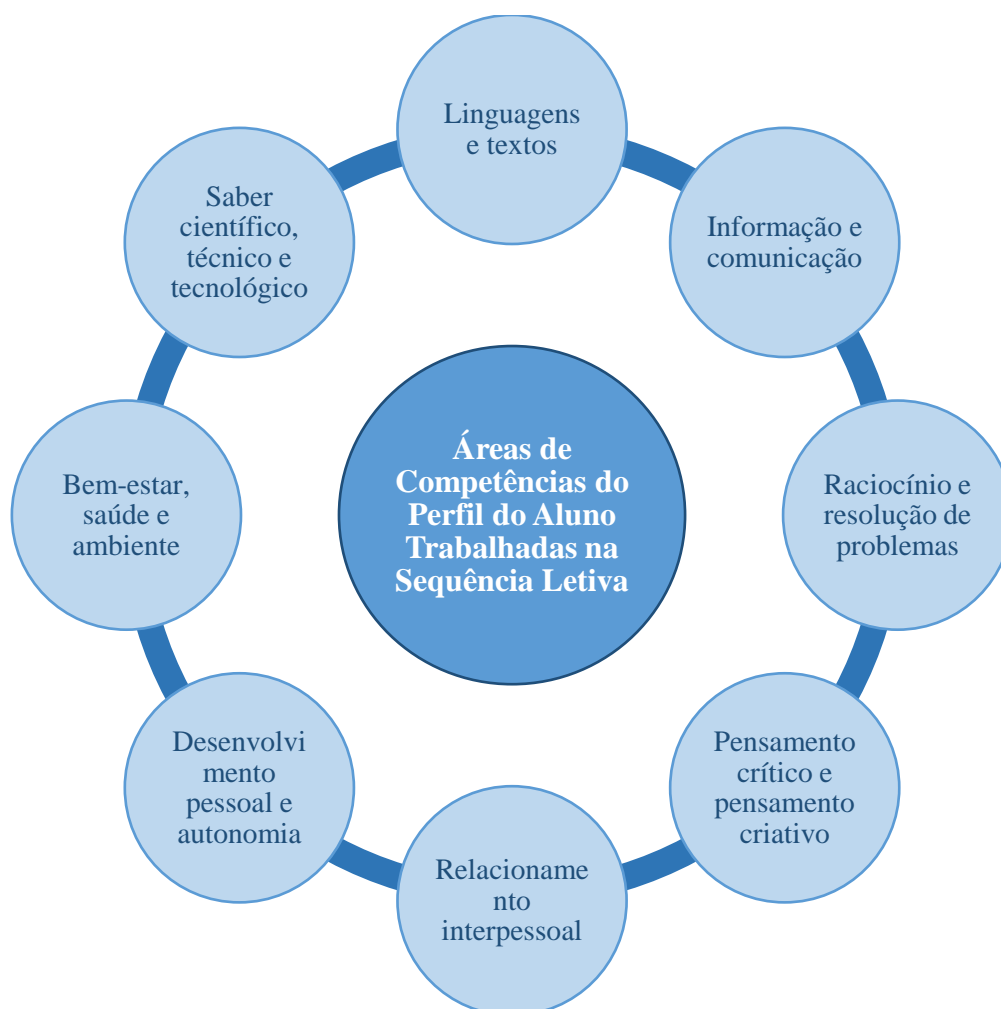 Linguagens
e textos
Informação e
comunicação
Raciocínio e
resolução de
problemas
Pensamento
crítico e
pensamento
criativo
Relacioname
nto
interpessoal
Desenvolvi
mento
pessoal e
autonomia
Bem-estar,
saúde e
ambiente
Saber
científico,
técnico e
tecnológico
Áreas de
Competências do
Perfil do Aluno
Trabalhadas na
Sequência Letiva